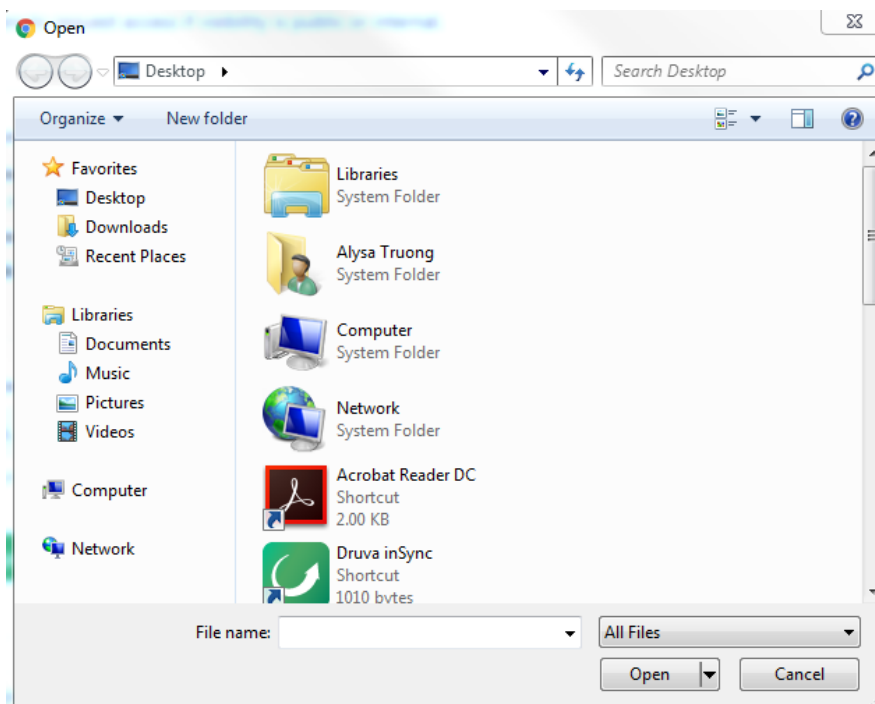 Open
Desktop
Search Desktop
Organize
New folder
Favorites
Desktop
Downloads
Recent Places
Libraries
Documents
Music
Pictures
Videos
Computer
Network
Libraries
System Folder
Alysa Truong
System Folder
Computer
System Folder
Network
System Folder
Acrobat Reader DC
Shortcut
2.00 KB
Druva inSync
Shortcut
1010 bytes
File name:
All Files
Open
Cancel